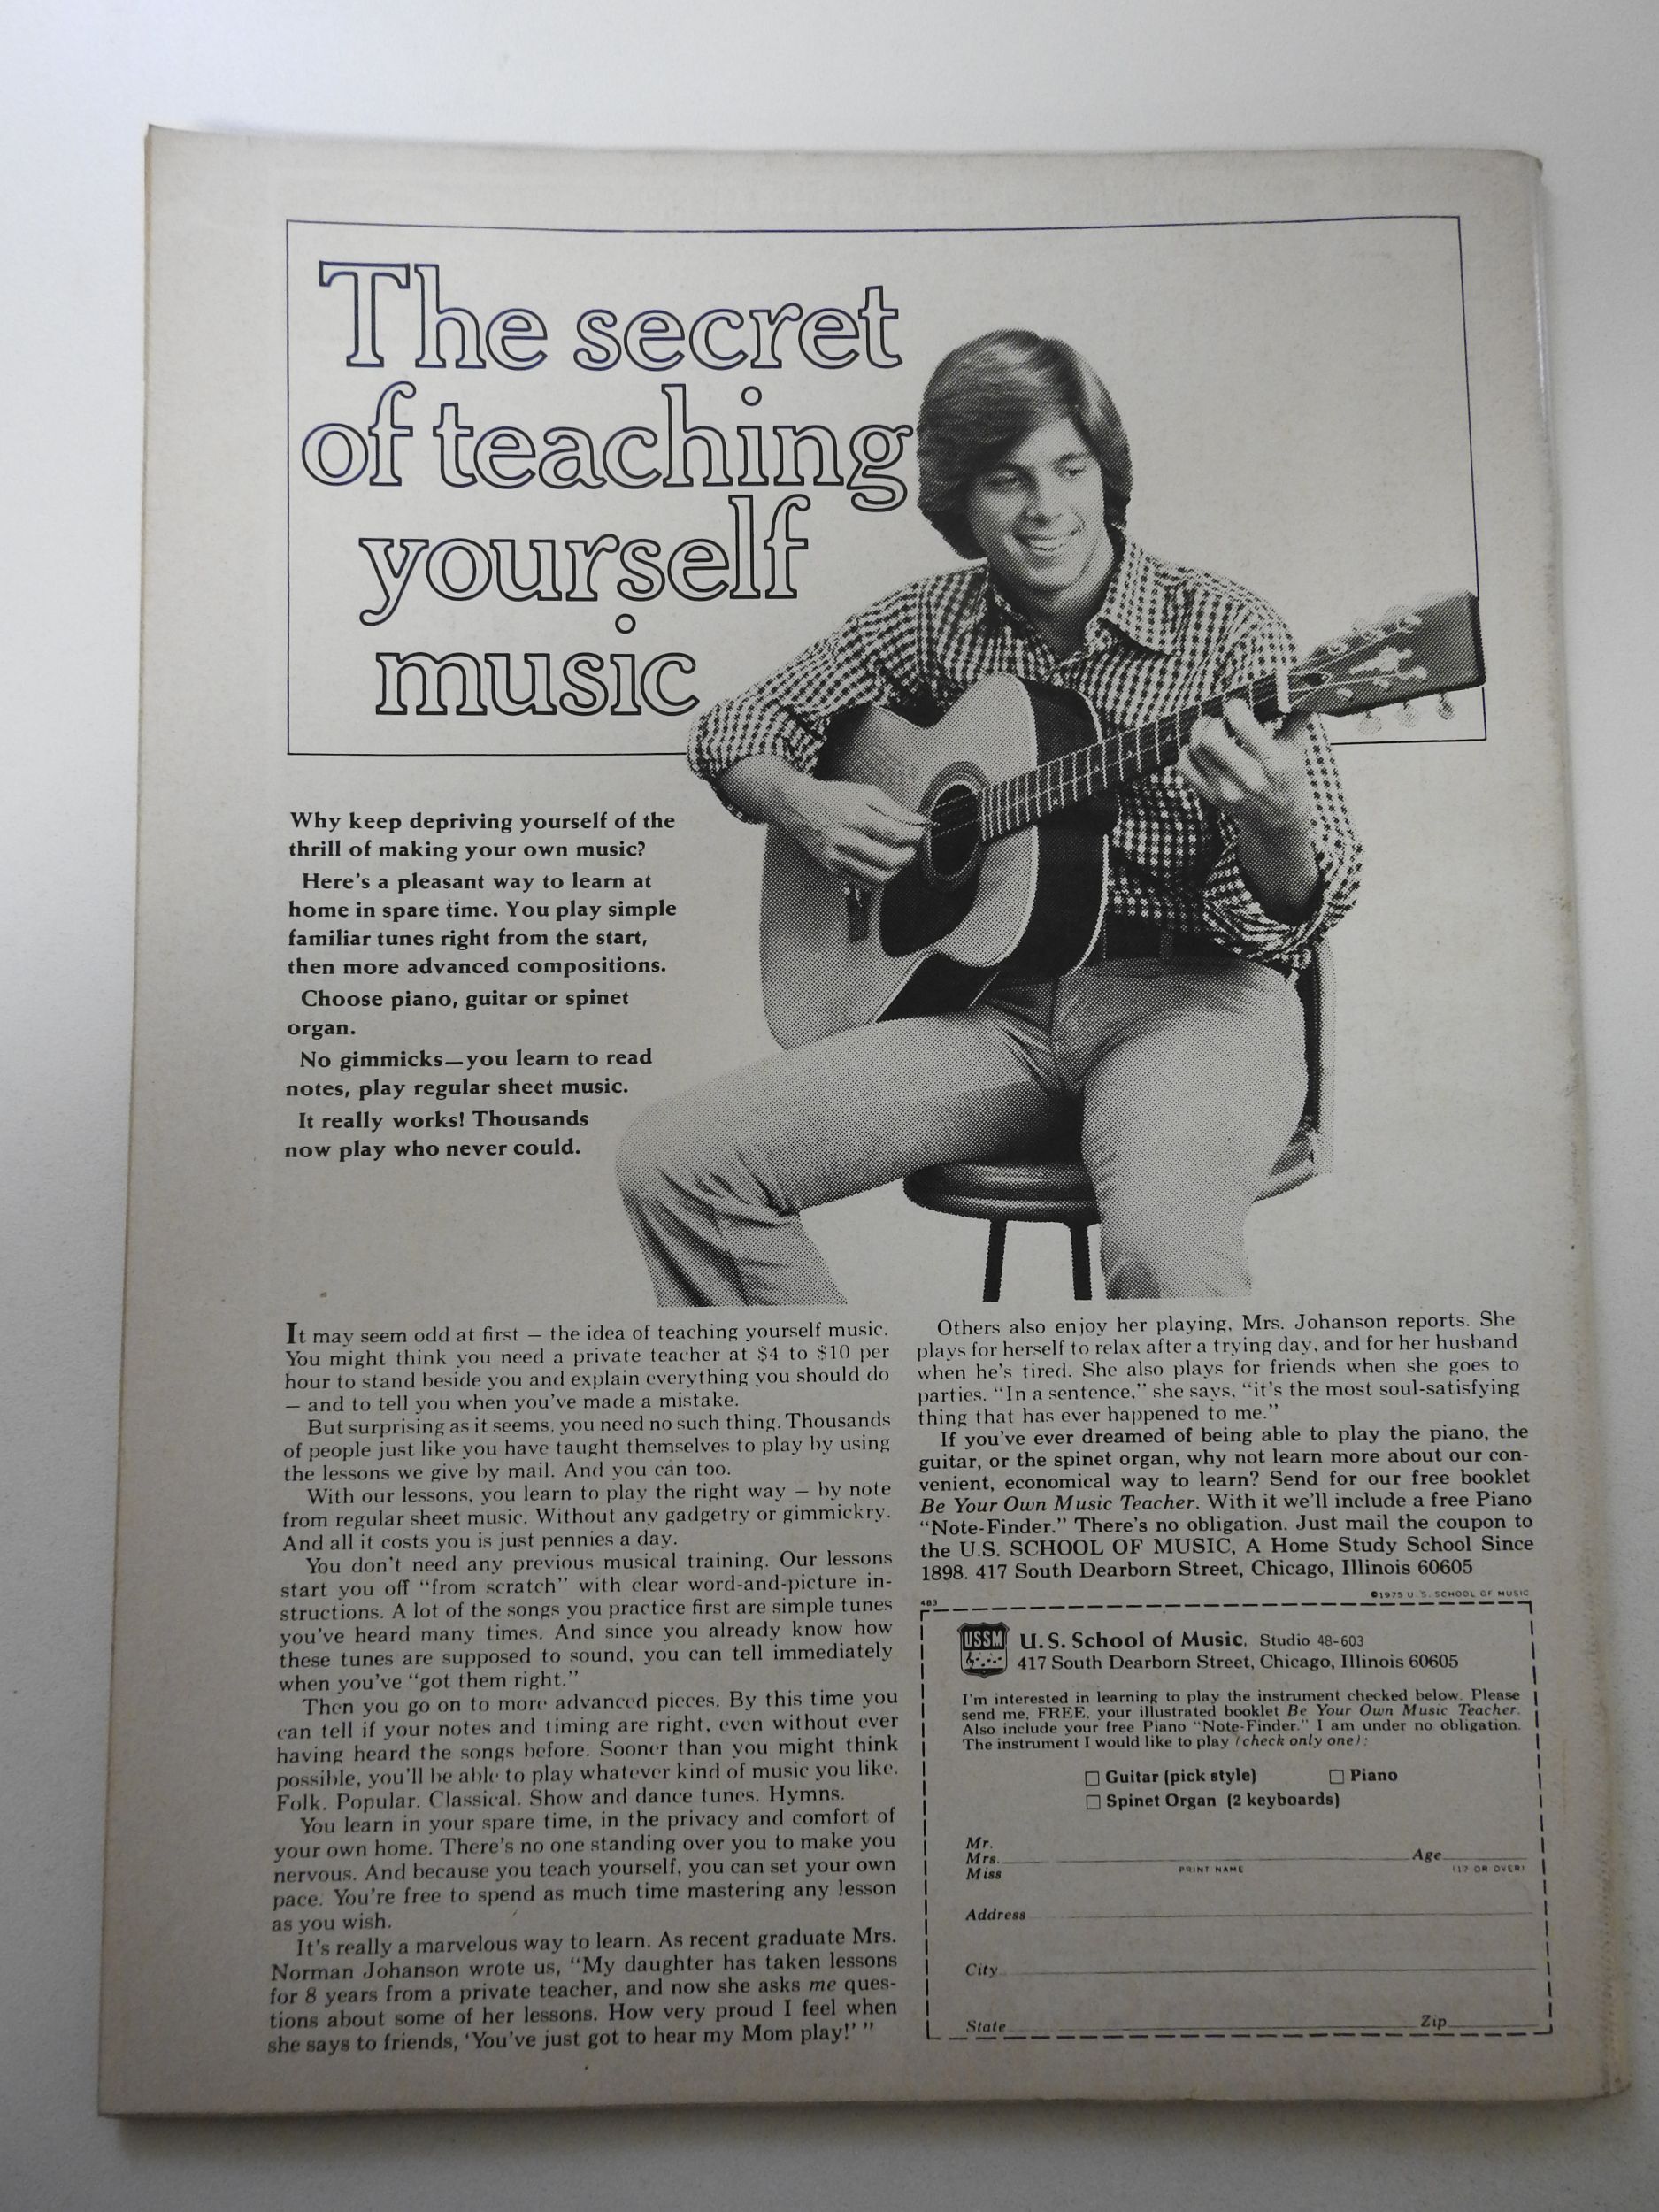 The secret
of teaching
yourself
music
Why keep depriving yourself of the
thrill of making your own music?
Here's a pleasant way to learn at
home in spare time. You play simple
familiar tunes right from the start,
then more advanced compositions.
Choose piano, guitar or spinet
organ.
No gimmicks—you learn to read
notes, play regular sheet music.
It really works! Thousands
now play who never could.
It may seem odd at first — the idea of teaching yourself music.
You might think you need a private teacher at $4 to $10 per
hour to stand beside you and explain everything you should do
— and to tell you when you've made a mistake.
But surprising as it seems, you need no such thing. Thousands
of people just like you have taught themselves to play by using
the lessons we give by mail. And you can too.
With our lessons, you learn to play the right way — by note
from regular sheet music. Without any gadgetry or gimmickry.
And all it costs you is just pennies a day.
You don't need any previous musical training. Our lessons
start you off “from scratch” with clear word-and-picture in-
structions. A lot of the songs you practice first are simple tunes
you've heard many times. And since you already know how
these tunes are supposed to sound, you can tell immediately
when you've “got them right.”
Then you go on to more advanced pieces. By this time you
can tell if your notes and timing are right, even without ever
having heard the songs before. Sooner than you might think
possible, you'll be able to play whatever kind of music you like.
Folk. Popular. Classical. Show and dance tunes. Hymns.
You learn in your spare time, in the privacy and comfort of
your own home. There's no one standing over you to make you
nervous. And because you teach yourself, you can set your own
pace. You're free to spend as much time mastering any lesson
as you wish.
It's really a marvelous way to learn. As recent graduate Mrs.
Norman Johanson wrote us, “My daughter has taken lessons
for 8 years from a private teacher, and now she asks me ques-
tions about some of her lessons. How very proud I feel when
she says to friends, ‘You've just got to hear my Mom play!’ ”
Others also enjoy her playing, Mrs. Johanson reports. She
plays for herself to relax after a trying day, and for her husband
when he's tired. She also plays for friends when she goes to
parties. “In a sentence,” she says, “it's the most soul-satisfying
thing that has ever happened to me.”
If you've ever dreamed of being able to play the piano, the
guitar, or the spinet organ, why not learn more about our con-
venient, economical way to learn? Send for our free booklet
Be Your Own Music Teacher. With it we'll include a free Piano
“Note-Finder.” There's no obligation. Just mail the coupon to
the U.S. SCHOOL OF MUSIC, A Home Study School Since
1898. 417 South Dearborn Street, Chicago, Illinois 60605
©1975 U. S. SCHOOL OF MUSIC
483
USSM
U. S. School of Music, Studio 48-603
417 South Dearborn Street, Chicago, Illinois 60605
I'm interested in learning to play the instrument checked below. Please
send me, FREE, your illustrated booklet Be Your Own Music Teacher.
Also include your free Piano “Note-Finder.” I am under no obligation.
The instrument I would like to play (check only one):
☐ Guitar (pick style) ☐ Piano
☐ Spinet Organ (2 keyboards)
Mr.
Mrs. Age
Miss PRINT NAME (17 OR OVER)
Address
City
State Zip